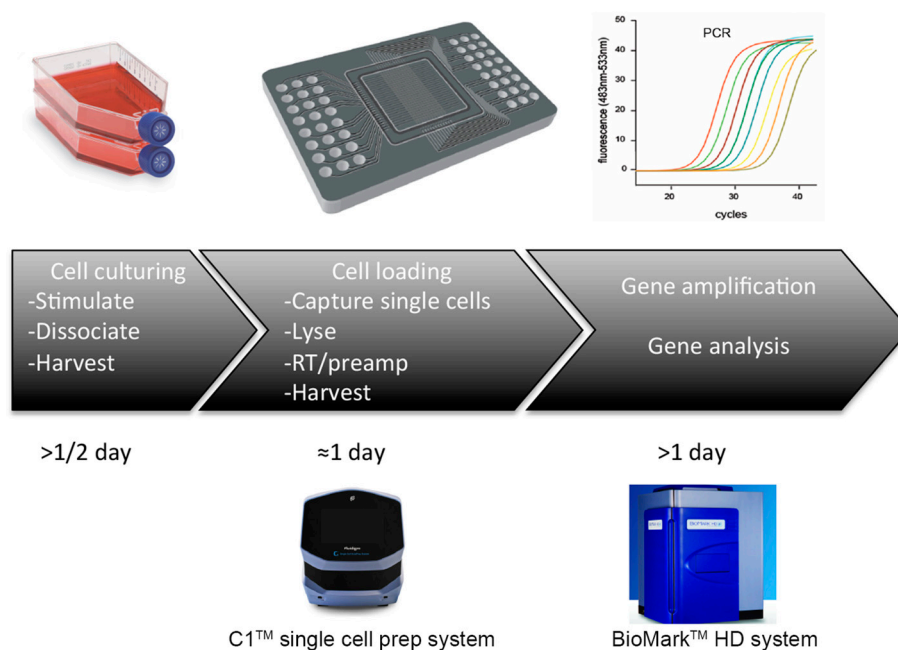 PCR
50
40
30
20
10
0
fluorescence (483nm-533nm)
20
30
40
cycles
Cell culturing
-Stimulate
-Dissociate
-Harvest
Cell loading
-Capture single cells
-Lyse
-RT/preamp
-Harvest
Gene amplification
Gene analysis
>1/2 day
≈1 day
>1 day
Fluidigm
C1™ single cell prep system
BioMark™ HD system